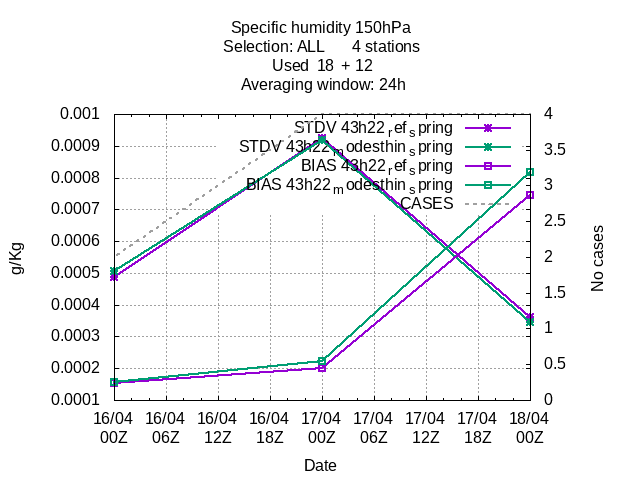 Specific humidity 150hPa
Selection: ALL 4 stations
Used 18 + 12
Averaging window: 24h
0.001
0.0009
0.0008
0.0007
0.0006
0.0005
0.0004
0.0003
0.0002
0.0001
g/Kg
STDV 43h22ref_spring
STDV 43h22modesthin_spring
BIAS 43h22ref_spring
BIAS 43h22modesthin_spring
CASES
4
3.5
3
2.5
2
1.5
1
0.5
0
No cases
16/04 16/04 16/04 16/04 17/04 17/04 17/04 17/04 18/04
00Z 06Z 12Z 18Z 00Z 06Z 12Z 18Z 00Z
Date